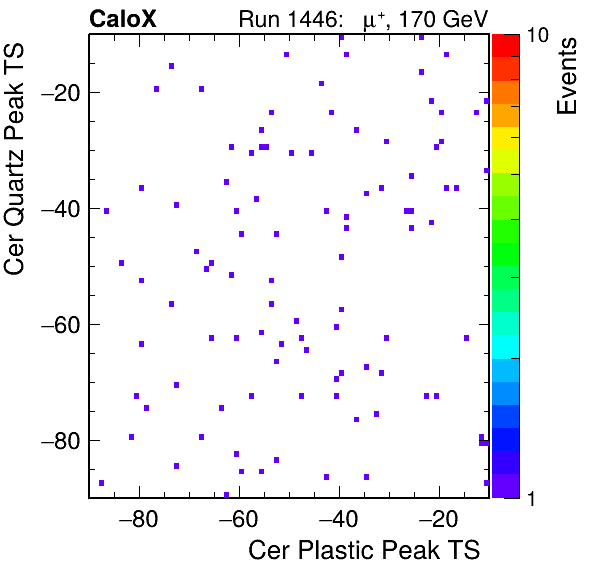 CaloX Run 1446: μ⁺, 170 GeV
10
Events
Cer Quartz Peak TS
−20
−40
−60
−80
1
−80 −60 −40 −20
Cer Plastic Peak TS